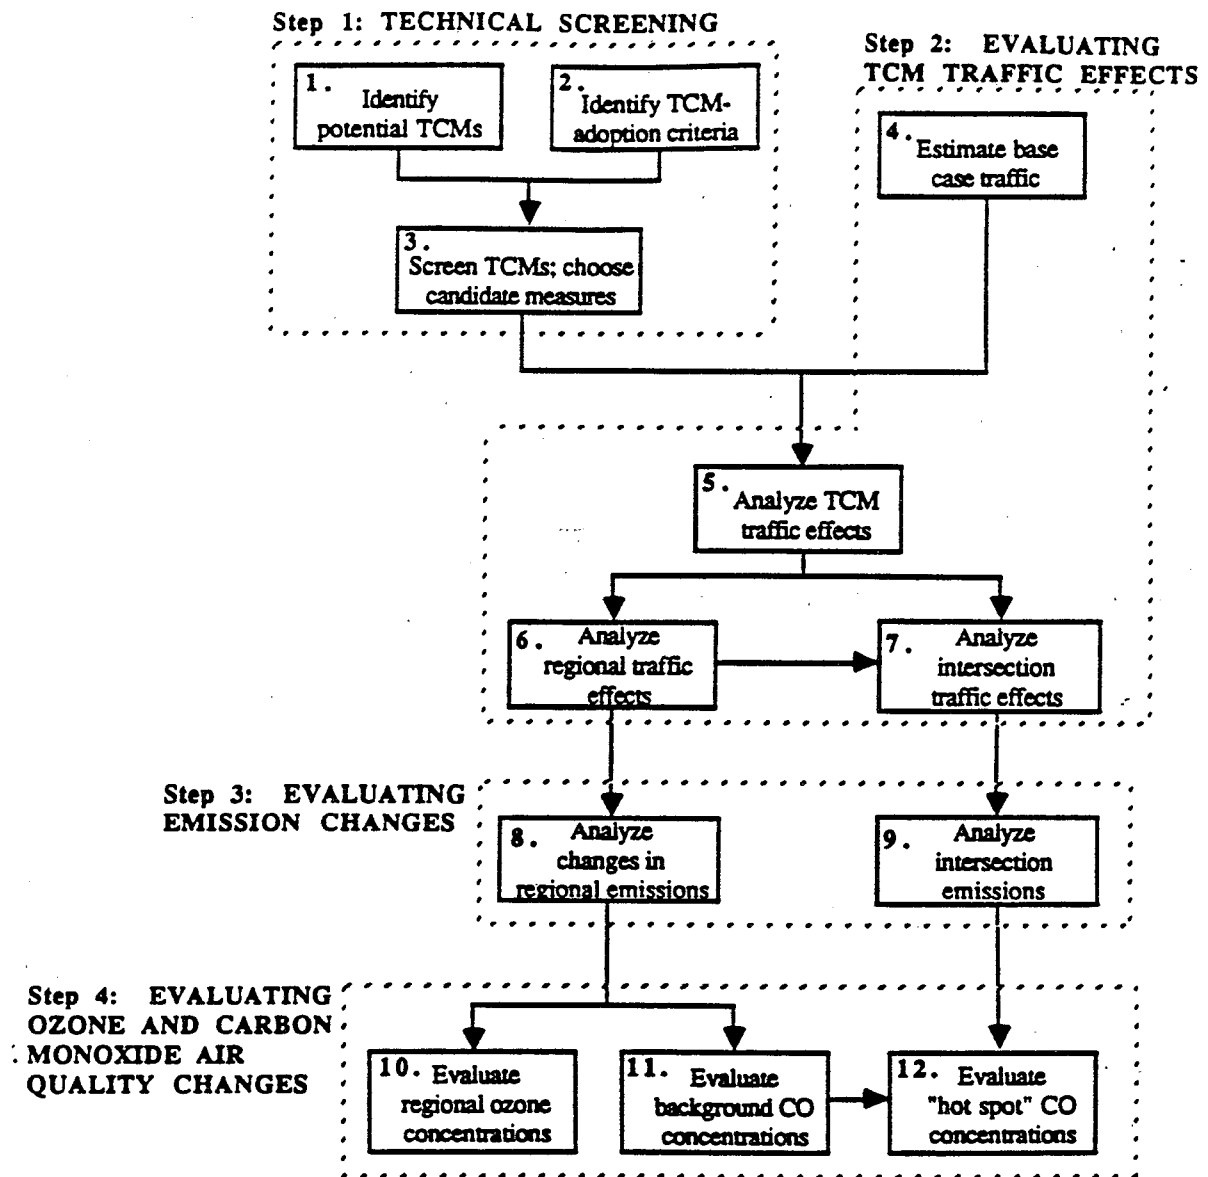 Step 1: TECHNICAL SCREENING
Step 2: EVALUATING
TCM TRAFFIC EFFECTS
1.
Identify
potential TCMs
2.
Identify TCM-
adoption criteria
3.
Screen TCMs; choose
candidate measures
4.
Estimate base
case traffic
5.
Analyze TCM
traffic effects
6.
Analyze
regional traffic
effects
7.
Analyze
intersection
traffic effects
Step 3: EVALUATING
EMISSION CHANGES
8.
Analyze
changes in
regional emissions
9.
Analyze
intersection
emissions
Step 4: EVALUATING
OZONE AND CARBON
MONOXIDE AIR
QUALITY CHANGES
10. Evaluate
regional ozone
concentrations
11. Evaluate
background CO
concentrations
12. Evaluate
"hot spot" CO
concentrations